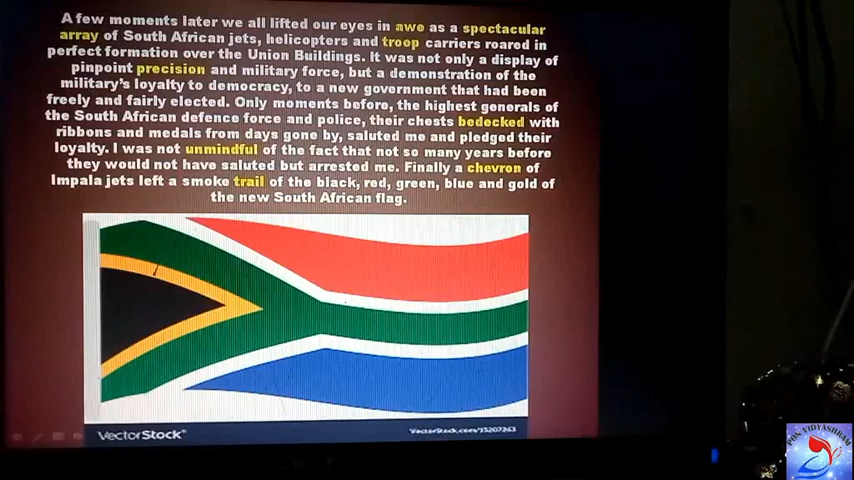 A few moments later we all lifted our eyes in awe as a spectacular
array of South African jets, helicopters and troop carriers roared in
perfect formation over the Union Buildings. It was not only a display of
pinpoint precision and military force, but a demonstration of the
military's loyalty to democracy, to a new government that had been
freely and fairly elected. Only moments before, the highest generals of
the South African defence force and police, their chests bedecked with
ribbons and medals from days gone by, saluted me and pledged their
loyalty. I was not unmindful of the fact that not so many years before
they would not have saluted but arrested me. Finally a chevron of
Impala jets left a smoke trail of the black, red, green, blue and gold of
the new South African flag.
VectorStock®
VectorStock.com/15207263
PON VIDYASHRAM